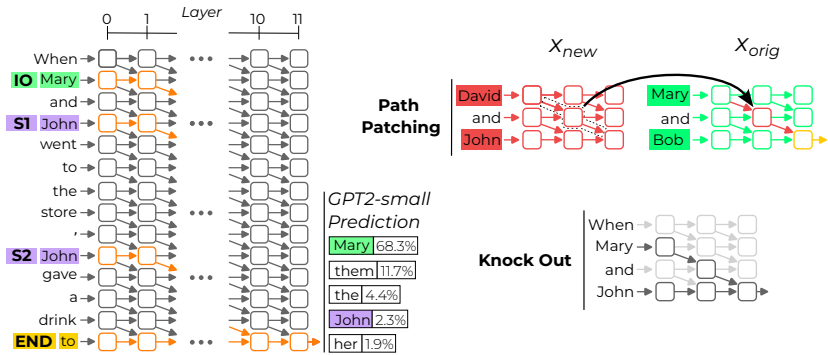 Layer
0 1 10 11
When
IO Mary
and
S1 John
went
to
the
store
,
S2 John
gave
a
drink
END to
GPT2-small
Prediction
Mary 68.3%
them 11.7%
the 4.4%
John 2.3%
her 1.9%
Path
Patching
Xnew
David
and
John
Xorig
Mary
and
Bob
Knock Out
When
Mary
and
John